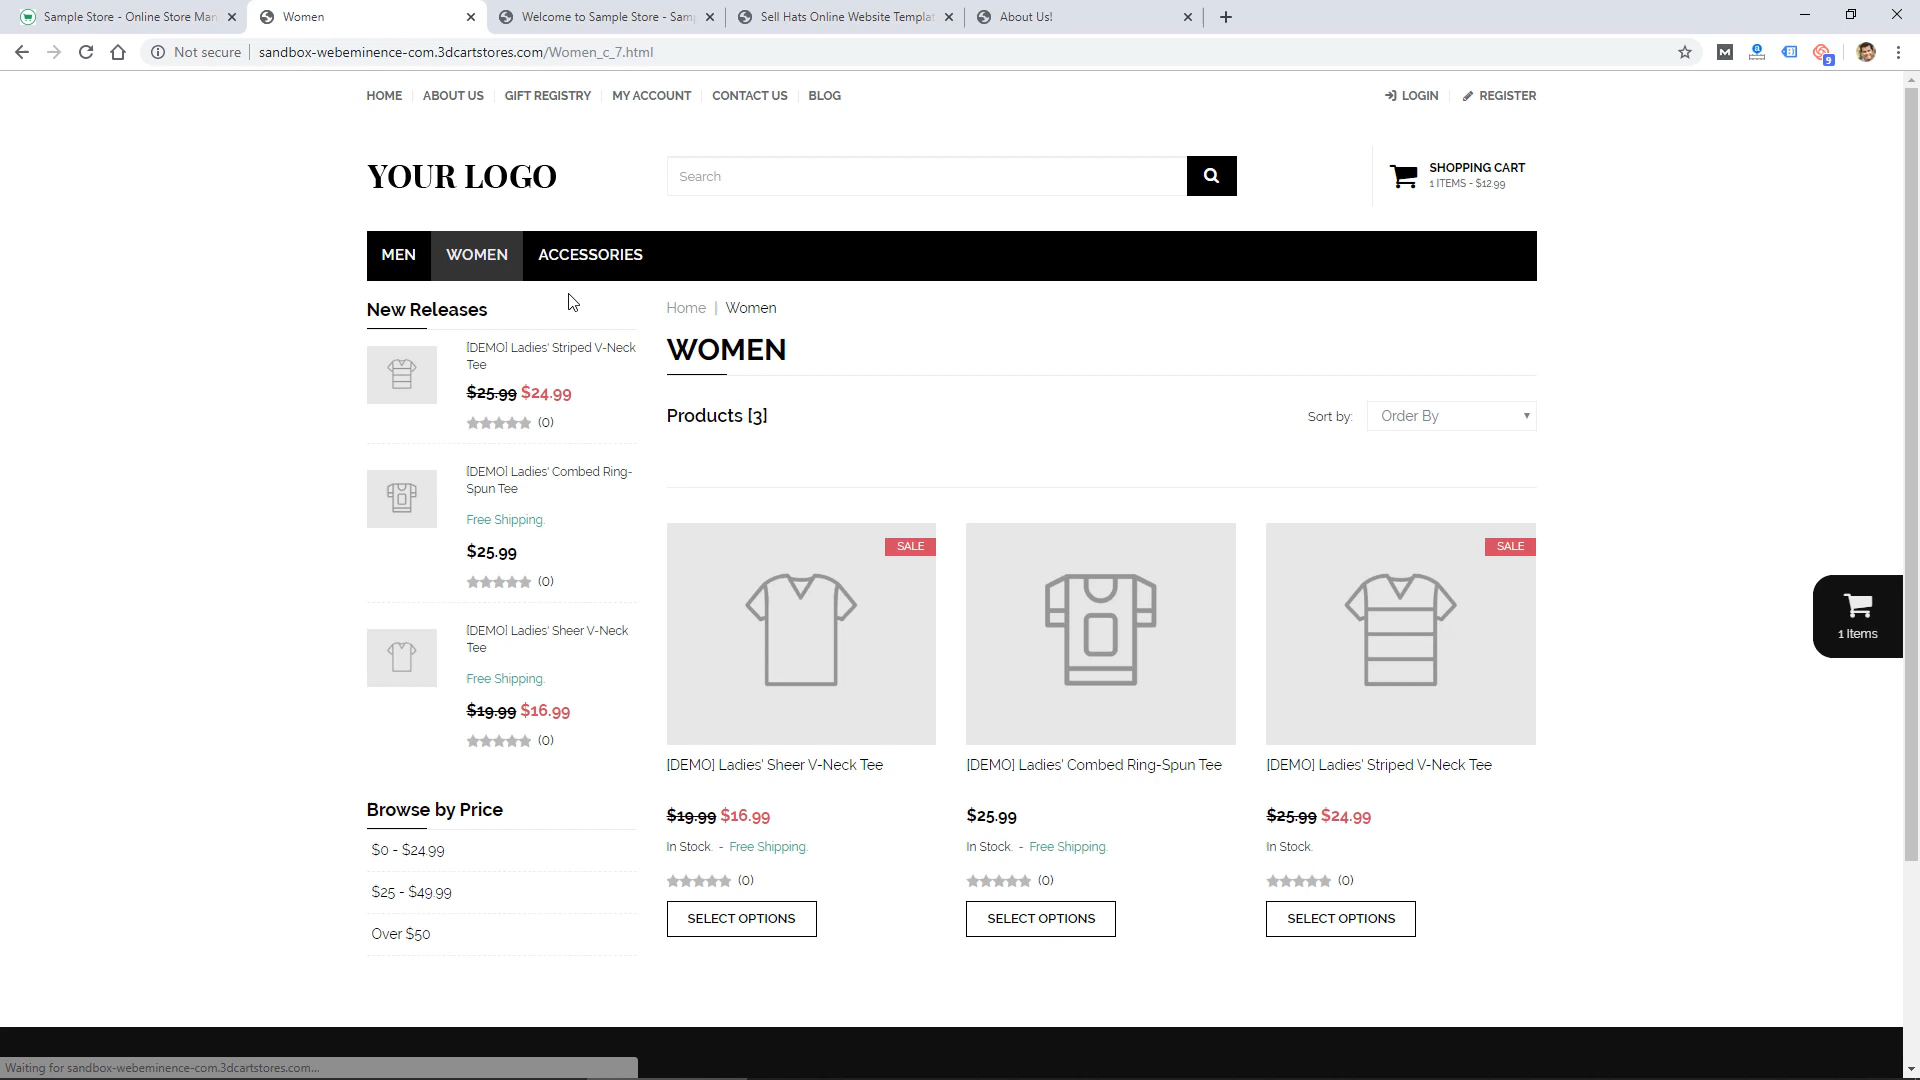 Sample Store - Online Store Man
Women
Welcome to Sample Store - Sam
Sell Hats Online Website Templat
About Us!
Not secure
sandbox-webeminence-com.3dcartstores.com/Women_c_7.html
9
HOME
ABOUT US
GIFT REGISTRY
MY ACCOUNT
CONTACT US
BLOG
LOGIN
REGISTER
YOUR LOGO
Search
SHOPPING CART
1 ITEMS - $12.99
MEN
WOMEN
ACCESSORIES
New Releases
[DEMO] Ladies' Striped V-Neck
Tee
$25.99 $24.99
(0)
[DEMO] Ladies' Combed Ring-
Spun Tee
Free Shipping.
$25.99
(0)
[DEMO] Ladies' Sheer V-Neck
Tee
Free Shipping.
$19.99 $16.99
(0)
Browse by Price
$0 - $24.99
$25 - $49.99
Over $50
Home | Women
WOMEN
Products [3]
Sort by:
Order By
SALE
[DEMO] Ladies' Sheer V-Neck Tee
$19.99 $16.99
In Stock. - Free Shipping.
(0)
SELECT OPTIONS
[DEMO] Ladies' Combed Ring-Spun Tee
$25.99
In Stock. - Free Shipping.
(0)
SELECT OPTIONS
SALE
[DEMO] Ladies' Striped V-Neck Tee
$25.99 $24.99
In Stock.
(0)
SELECT OPTIONS
1 Items
Waiting for sandbox-webeminence-com.3dcartstores.com...